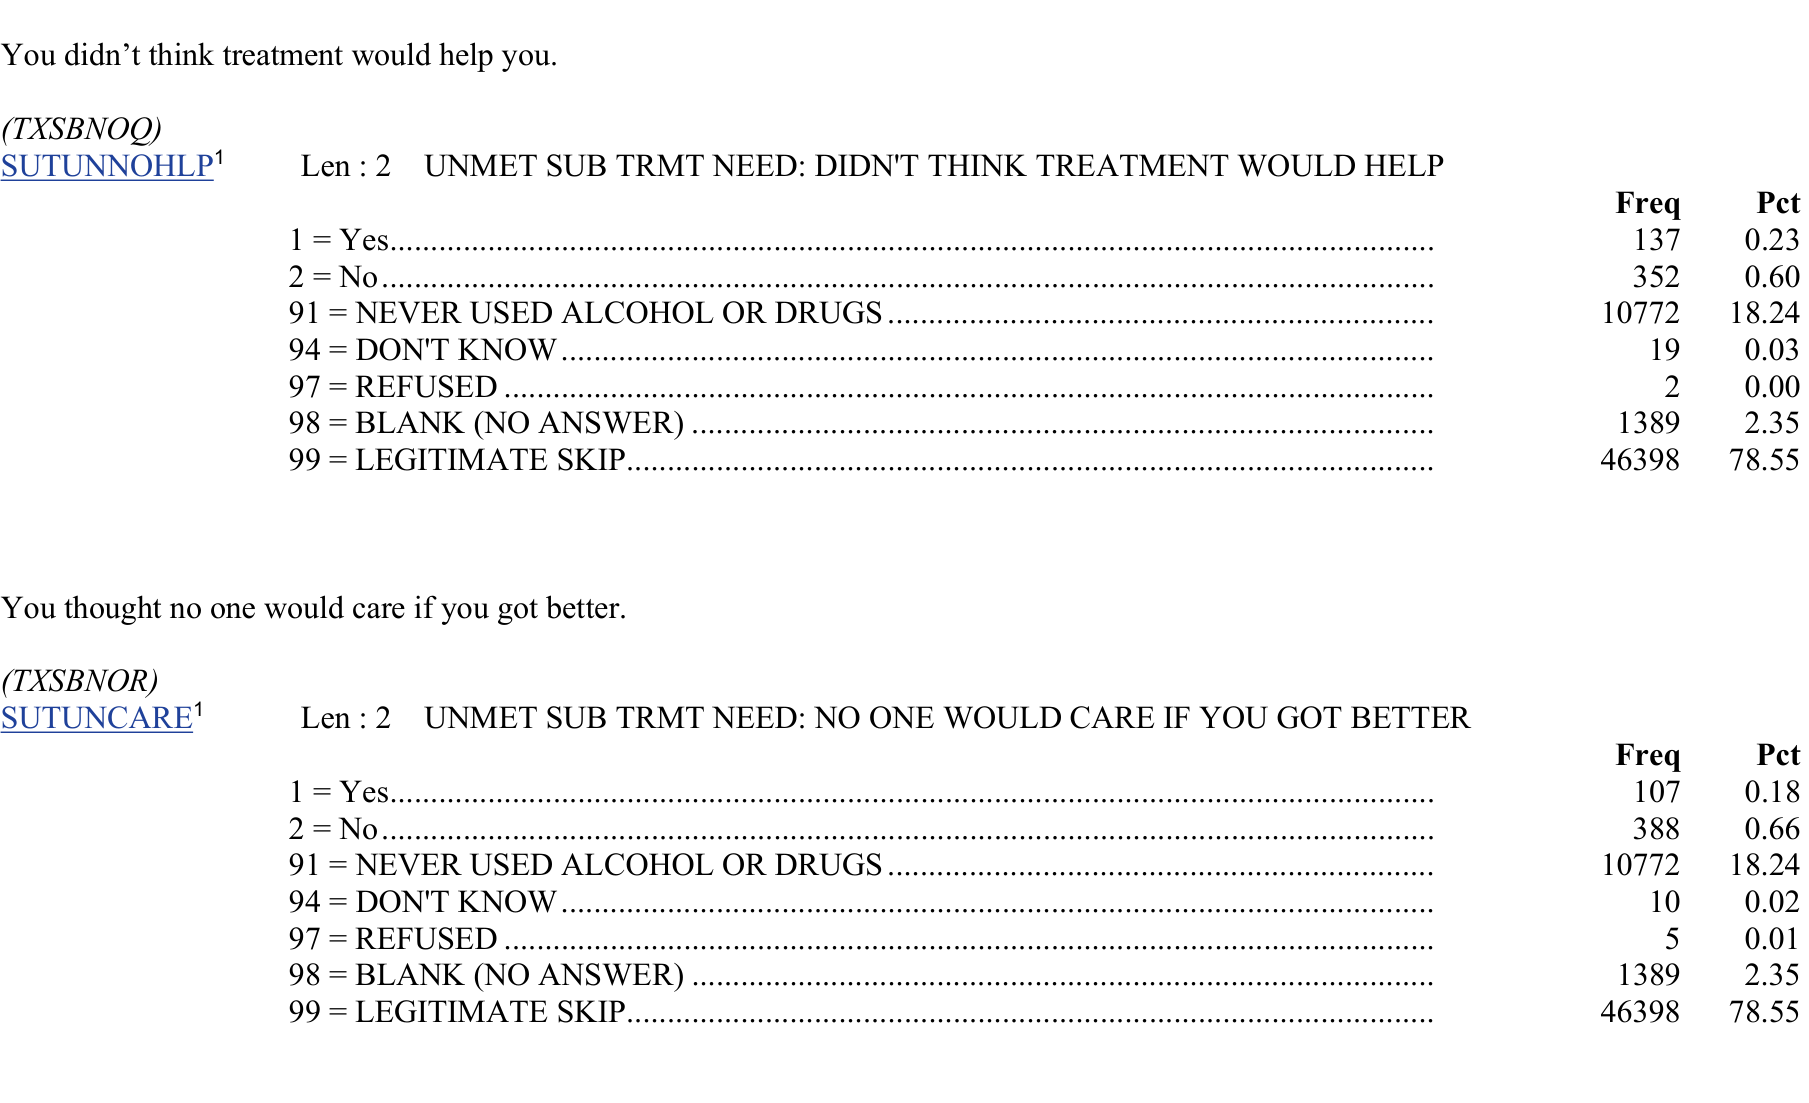 You didn’t think treatment would help you.
(TXSBNOQ)
SUTUNNOHLP¹ Len : 2 UNMET SUB TRMT NEED: DIDN'T THINK TREATMENT WOULD HELP
Freq Pct
1 = Yes................................................................ 137 0.23
2 = No................................................................ 352 0.60
91 = NEVER USED ALCOHOL OR DRUGS................................ 10772 18.24
94 = DON'T KNOW................................................ 19 0.03
97 = REFUSED................................................ 2 0.00
98 = BLANK (NO ANSWER)................................ 1389 2.35
99 = LEGITIMATE SKIP................................ 46398 78.55
You thought no one would care if you got better.
(TXSBNOR)
SUTUNCARE¹ Len : 2 UNMET SUB TRMT NEED: NO ONE WOULD CARE IF YOU GOT BETTER
Freq Pct
1 = Yes................................................................ 107 0.18
2 = No................................................................ 388 0.66
91 = NEVER USED ALCOHOL OR DRUGS................................ 10772 18.24
94 = DON'T KNOW................................................ 10 0.02
97 = REFUSED................................................ 5 0.01
98 = BLANK (NO ANSWER)................................ 1389 2.35
99 = LEGITIMATE SKIP................................ 46398 78.55